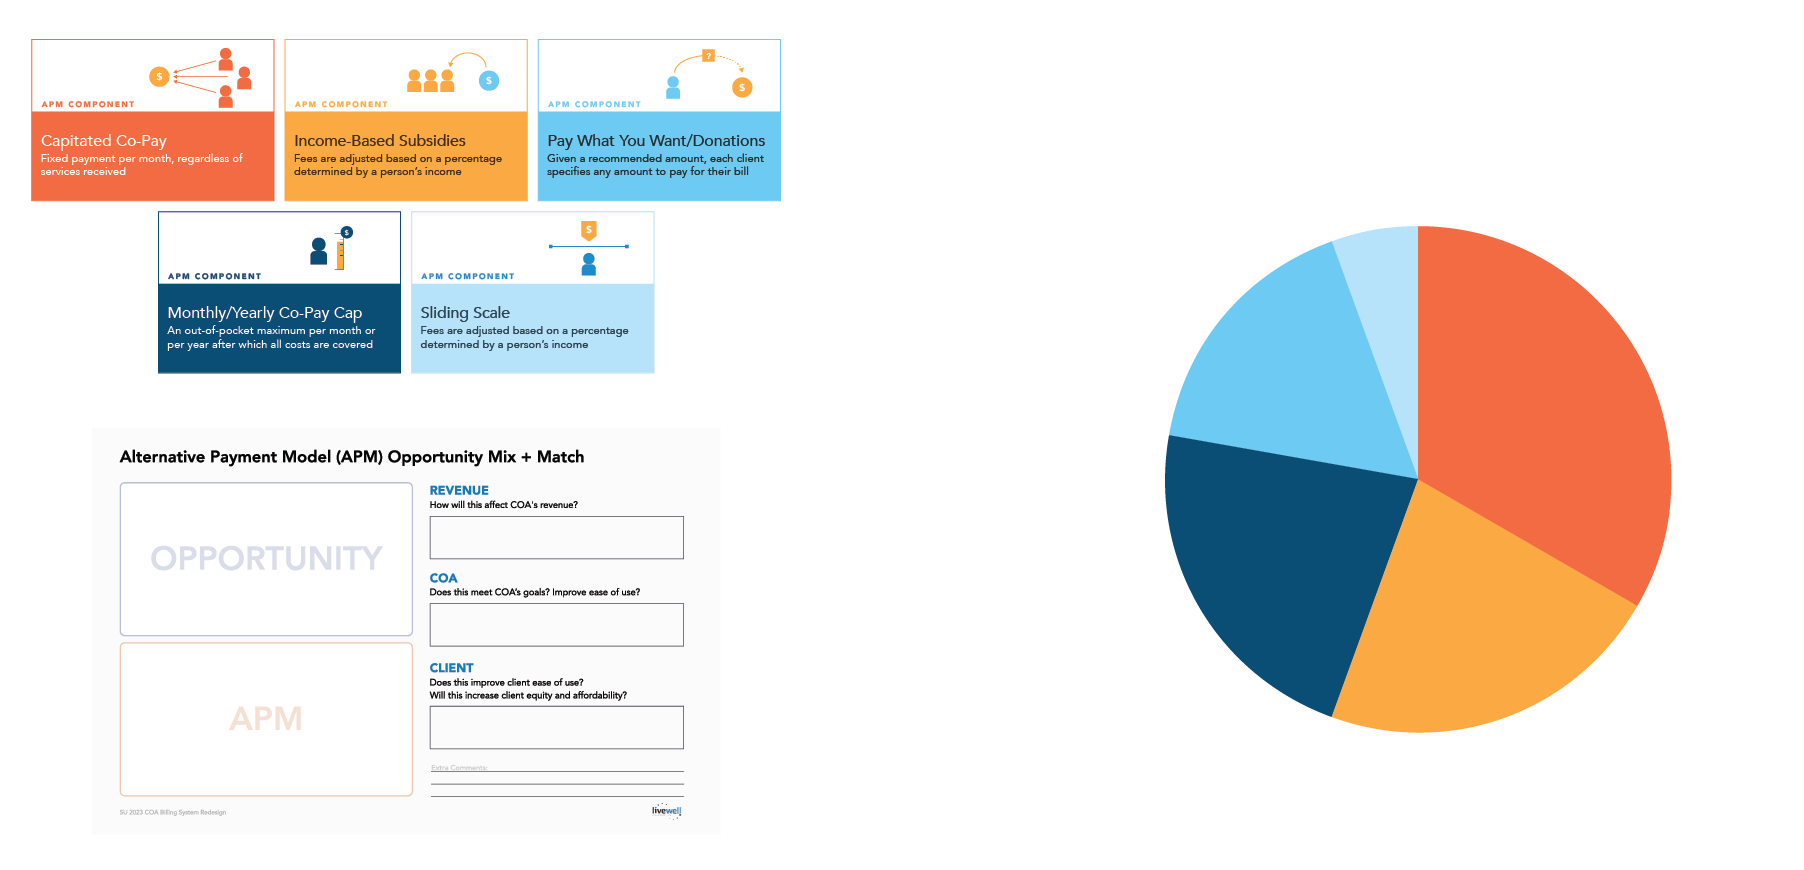 $
APM COMPONENT
Capitated Co-Pay
Fixed payment per month, regardless of
services received
$
APM COMPONENT
Income-Based Subsidies
Fees are adjusted based on a percentage
determined by a person's income
?
$
APM COMPONENT
Pay What You Want/Donations
Given a recommended amount, each client
specifies any amount to pay for their bill
$
APM COMPONENT
Monthly/Yearly Co-Pay Cap
An out-of-pocket maximum per month or
per year after which all costs are covered
$
APM COMPONENT
Sliding Scale
Fees are adjusted based on a percentage
determined by a person's income
Alternative Payment Model (APM) Opportunity Mix + Match
OPPORTUNITY
APM
REVENUE
How will this affect COA's revenue?
COA
Does this meet COA's goals? Improve ease of use?
CLIENT
Does this improve client ease of use?
Will this increase client equity and affordability?
Extra Comments:
SU 2023 COA Billing System Redesign
livewell